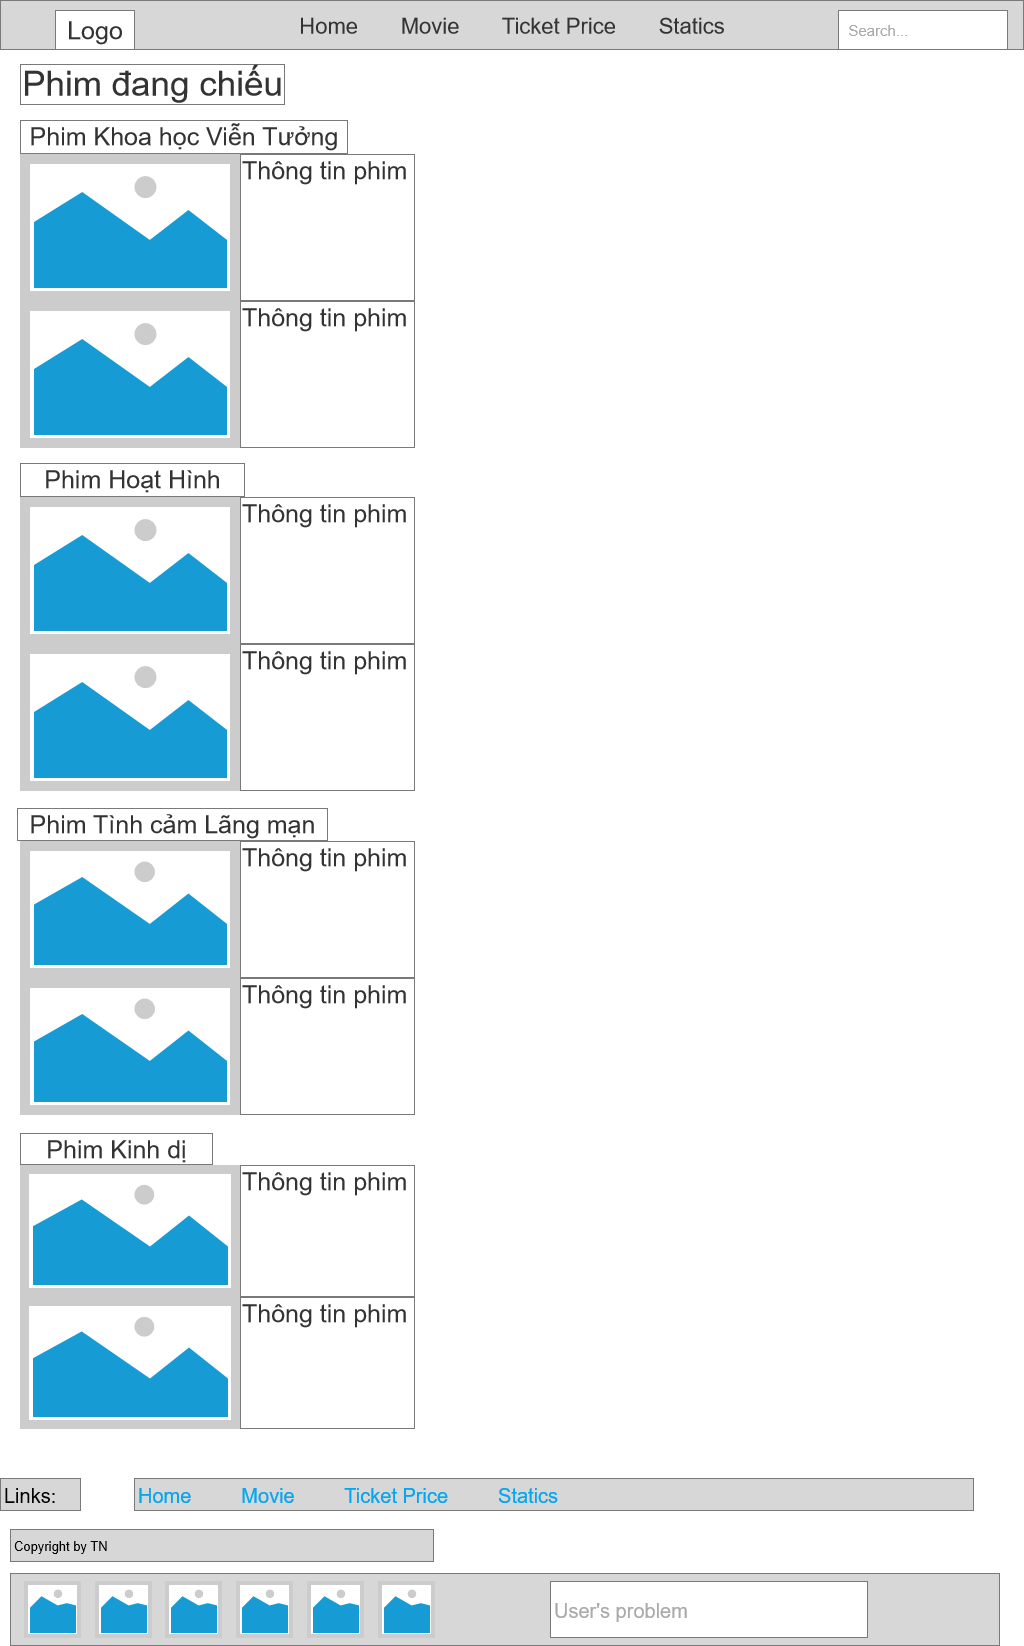 Logo
Home Movie Ticket Price Statics
Search...
Phim đang chiếu
Phim Khoa học Viễn Tưởng
Thông tin phim
Thông tin phim
Phim Hoạt Hình
Thông tin phim
Thông tin phim
Phim Tình cảm Lãng mạn
Thông tin phim
Thông tin phim
Phim Kinh dị
Thông tin phim
Thông tin phim
Links: Home Movie Ticket Price Statics
Copyright by TN
User's problem